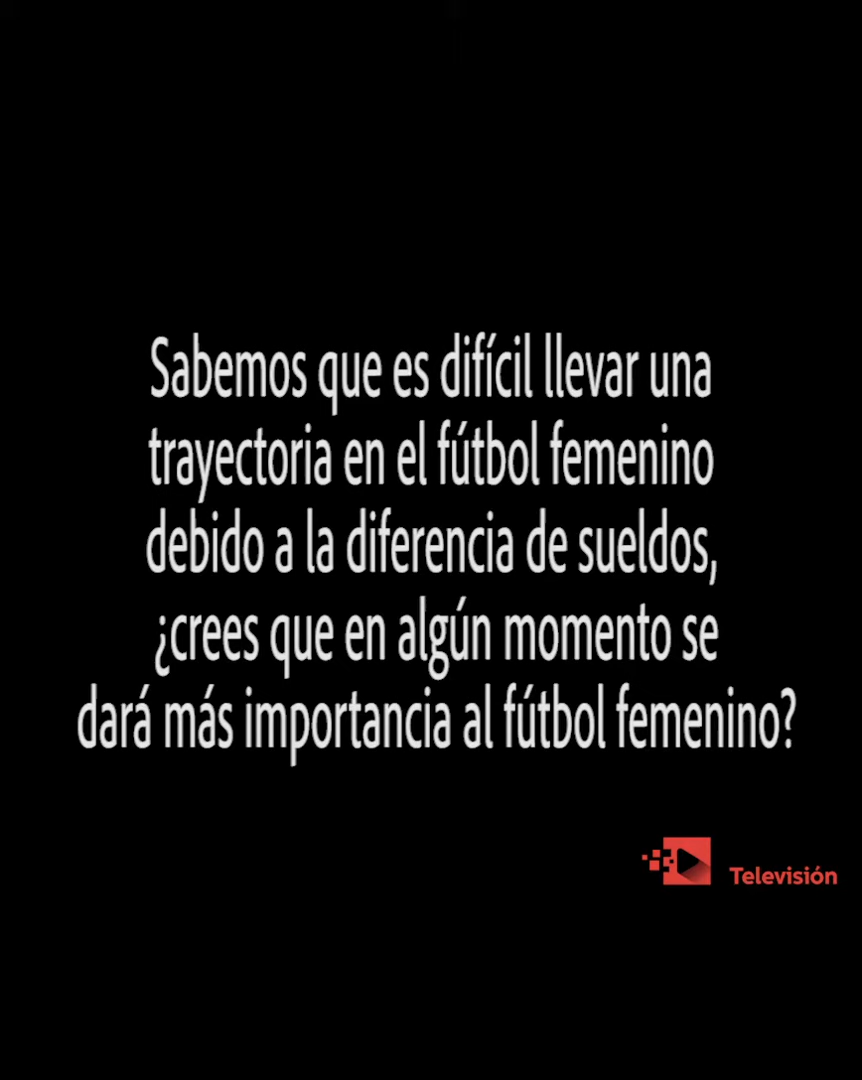 Sabemos que es difícil llevar una
trayectoria en el fútbol femenino
debido a la diferencia de sueldos,
¿crees que en algún momento se
dará más importancia al fútbol femenino?
Televisión